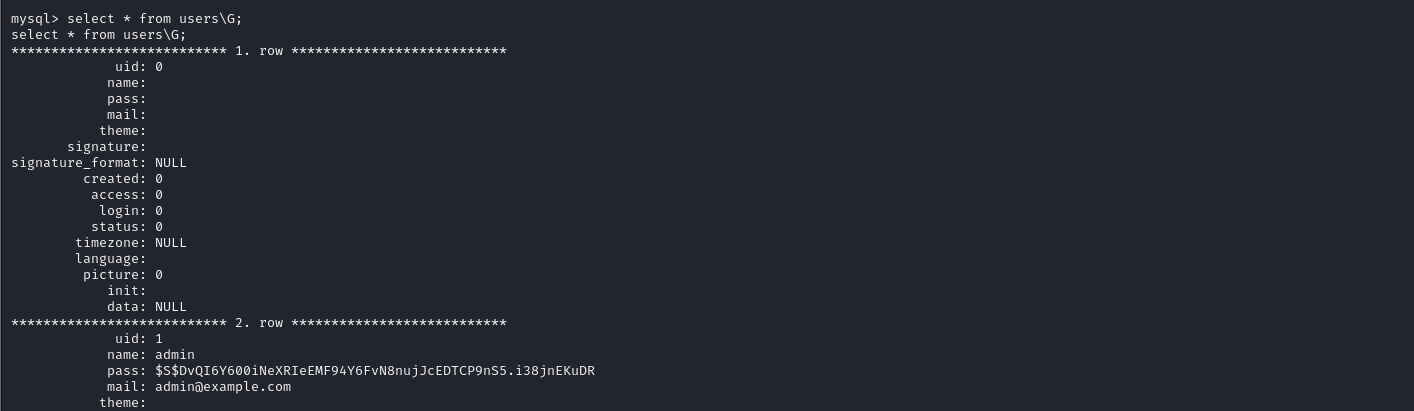 mysql> select * from users\G;
select * from users\G;
*************************** 1. row ***************************
uid: 0
name:
pass:
mail:
theme:
signature:
signature_format: NULL
created: 0
access: 0
login: 0
status: 0
timezone: NULL
language:
picture: 0
init:
data: NULL
*************************** 2. row ***************************
uid: 1
name: admin
pass: $S$DvQI6Y600iNeXRIeEMF94Y6FvN8nujJcEDTCP9nS5.i38jnEKuDR
mail: admin@example.com
theme: